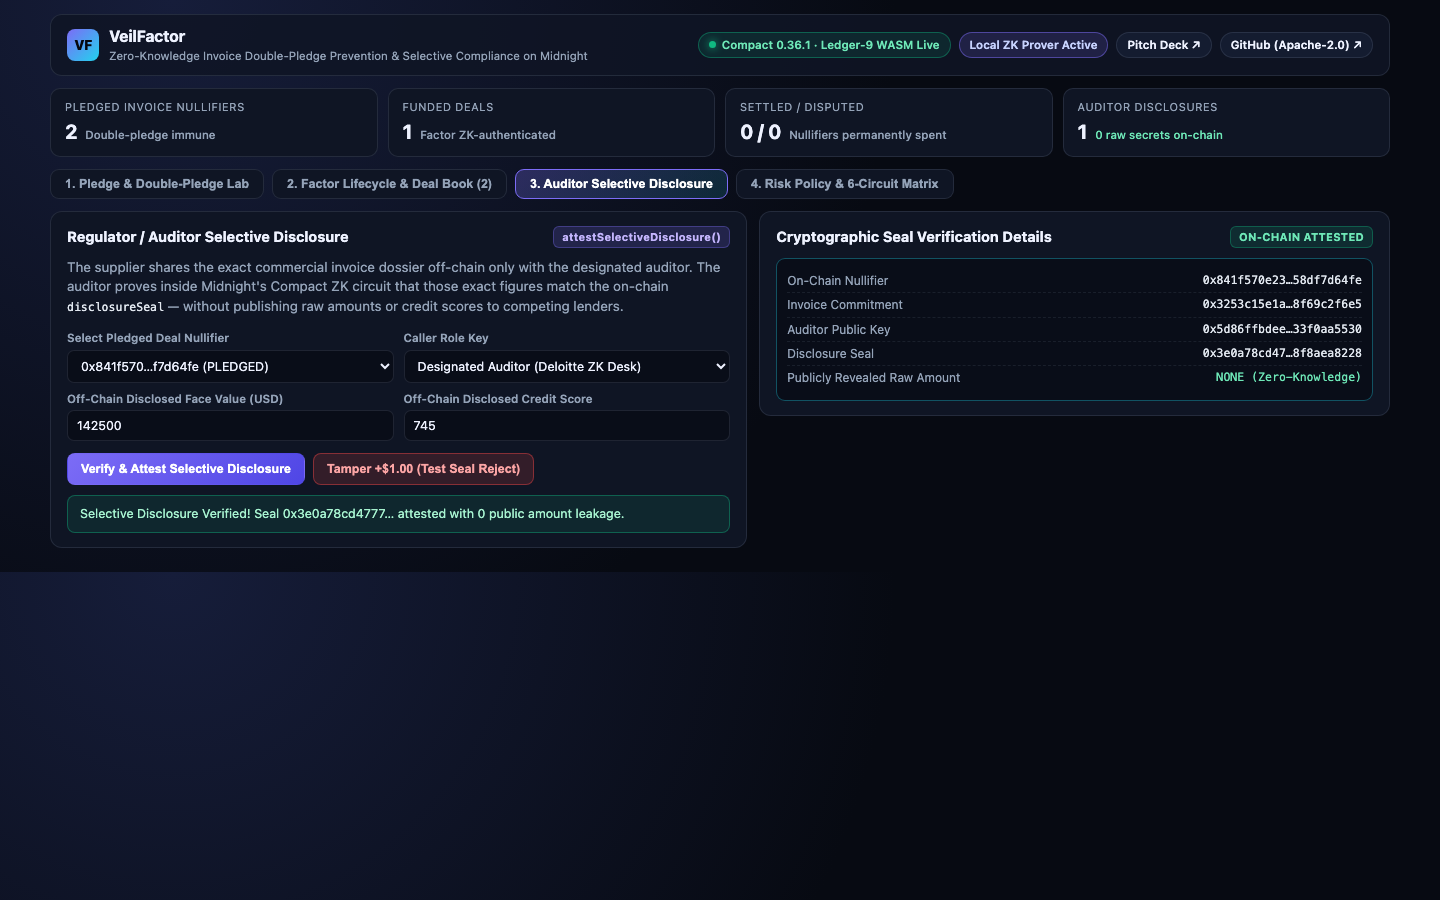 VF
VeilFactor
Zero-Knowledge Invoice Double-Pledge Prevention & Selective Compliance on Midnight
Compact 0.36.1 · Ledger-9 WASM Live
Local ZK Prover Active
Pitch Deck ↗
GitHub (Apache-2.0) ↗
PLEDGED INVOICE NULLIFIERS
2 Double-pledge immune
FUNDED DEALS
1 Factor ZK-authenticated
SETTLED / DISPUTED
0 / 0 Nullifiers permanently spent
AUDITOR DISCLOSURES
1 0 raw secrets on-chain
1. Pledge & Double-Pledge Lab
2. Factor Lifecycle & Deal Book (2)
3. Auditor Selective Disclosure
4. Risk Policy & 6-Circuit Matrix
Regulator / Auditor Selective Disclosure
attestSelectiveDisclosure()
The supplier shares the exact commercial invoice dossier off-chain only with the designated auditor. The
auditor proves inside Midnight's Compact ZK circuit that those exact figures match the on-chain
disclosureSeal — without publishing raw amounts or credit scores to competing lenders.
Select Pledged Deal Nullifier
0x841f570...f7d64fe (PLEDGED)
Caller Role Key
Designated Auditor (Deloitte ZK Desk)
Off-Chain Disclosed Face Value (USD)
142500
Off-Chain Disclosed Credit Score
745
Verify & Attest Selective Disclosure
Tamper +$1.00 (Test Seal Reject)
Selective Disclosure Verified! Seal 0x3e0a78cd4777... attested with 0 public amount leakage.
Cryptographic Seal Verification Details
ON-CHAIN ATTESTED
On-Chain Nullifier 0x841f570e23…58df7d64fe
Invoice Commitment 0x3253c15e1a…8f69c2f6e5
Auditor Public Key 0x5d86ffbdee…33f0aa5530
Disclosure Seal 0x3e0a78cd47…8f8aea8228
Publicly Revealed Raw Amount NONE (Zero-Knowledge)